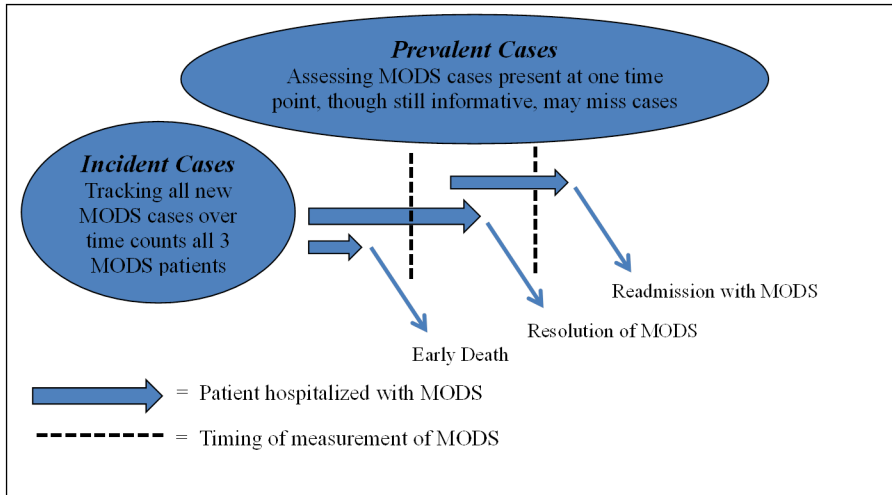 Prevalent Cases
Assessing MODS cases present at one time
point, though still informative, may miss cases
Incident Cases
Tracking all new
MODS cases over
time counts all 3
MODS patients
Readmission with MODS
Resolution of MODS
Early Death
= Patient hospitalized with MODS
= Timing of measurement of MODS